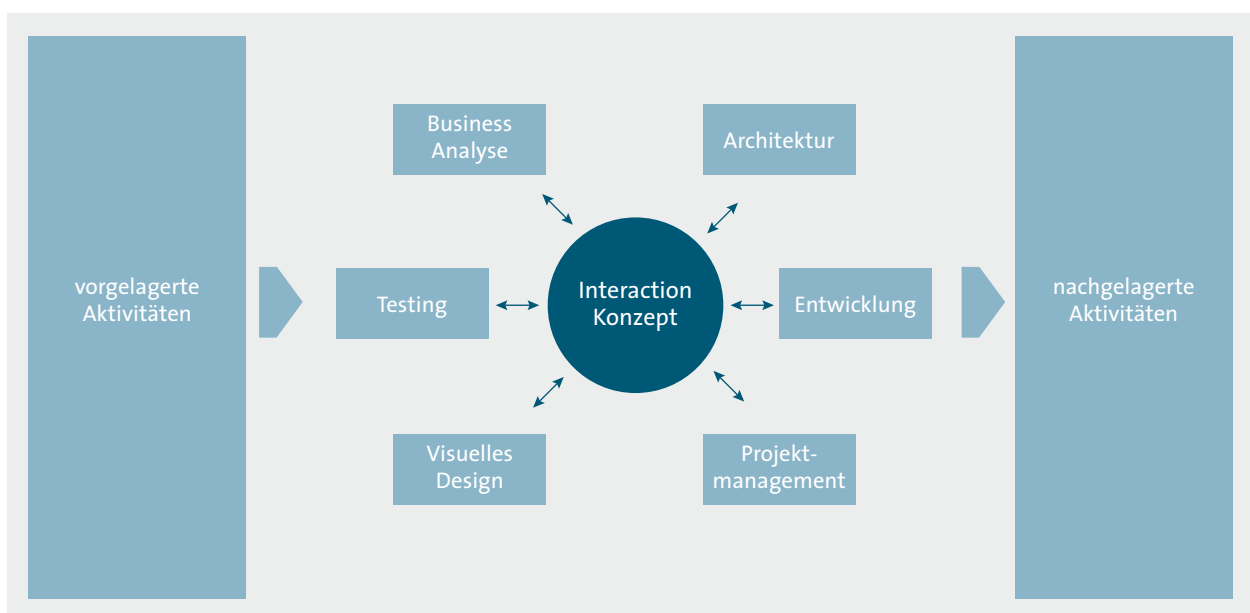 Business
Analyse
Architektur
vorgelagerte
Aktivitäten
Testing
Interaction
Konzept
Entwicklung
nachgelagerte
Aktivitäten
Visuelles
Design
Projekt-
management